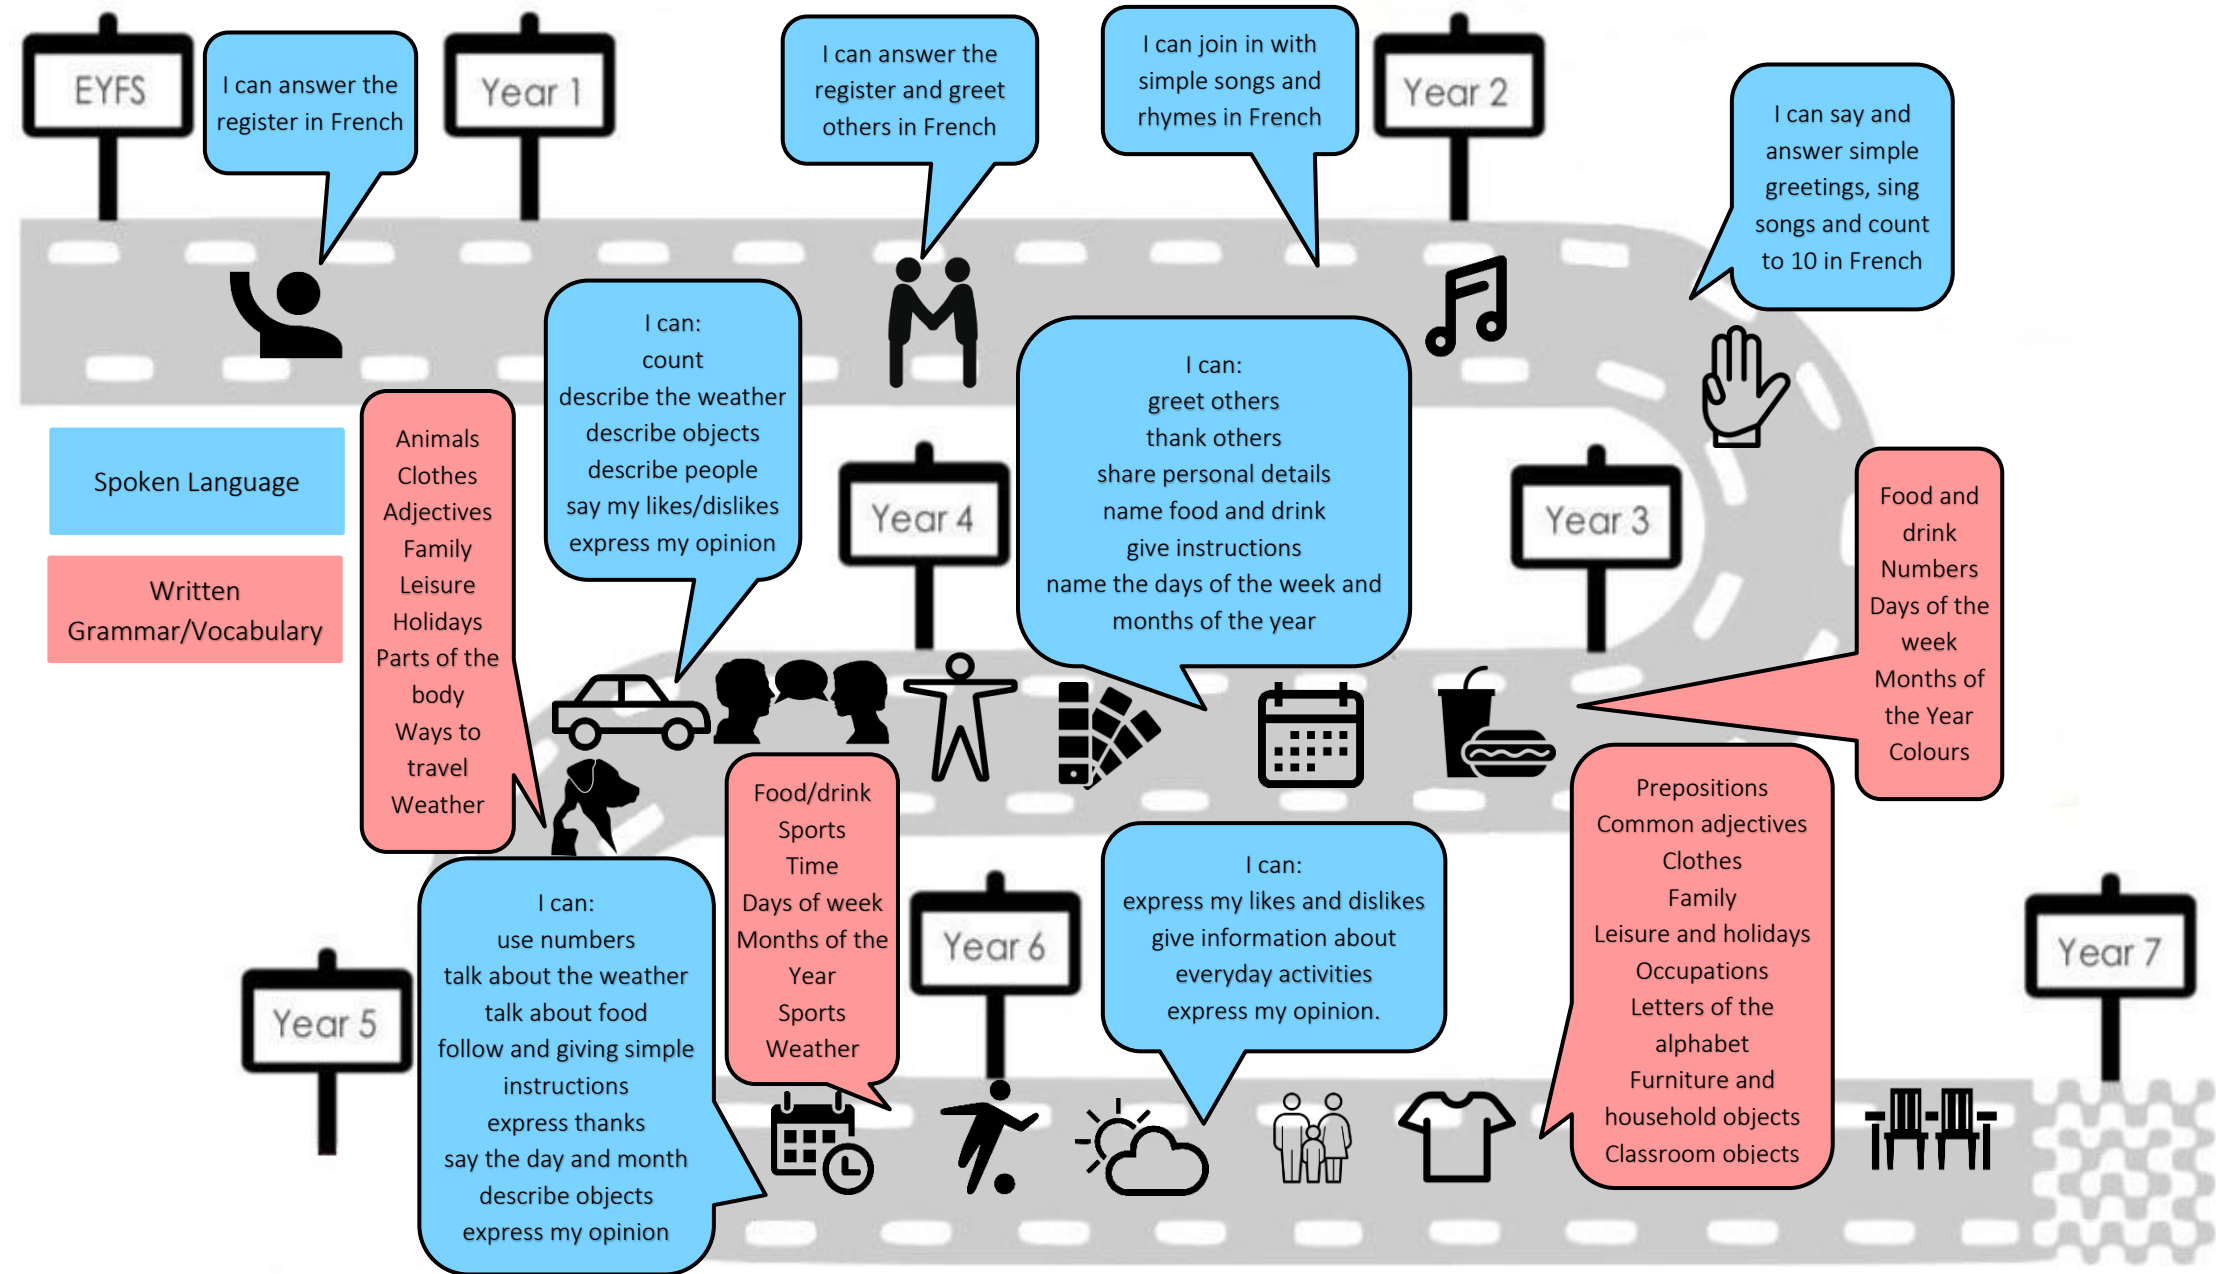 EYFS
I can answer the
register in French
Year 1
I can answer the
register and greet
others in French
I can join in with
simple songs and
rhymes in French
Year 2
I can say and
answer simple
greetings, sing
songs and count
to 10 in French
Spoken Language
Written
Grammar/Vocabulary
Year 3
Food and
drink
Numbers
Days of the
week
Months of
the Year
Colours
I can:
greet others
thank others
share personal details
name food and drink
give instructions
name the days of the week and
months of the year
Year 4
I can:
count
describe the weather
describe objects
describe people
say my likes/dislikes
express my opinion
Animals
Clothes
Adjectives
Family
Leisure
Holidays
Parts of the
body
Ways to
travel
Weather
Year 5
I can:
use numbers
talk about the weather
talk about food
follow and giving simple
instructions
express thanks
say the day and month
describe objects
express my opinion
Food/drink
Sports
Time
Days of week
Months of the
Year
Sports
Weather
Year 6
I can:
express my likes and dislikes
give information about
everyday activities
express my opinion.
Prepositions
Common adjectives
Clothes
Family
Leisure and holidays
Occupations
Letters of the
alphabet
Furniture and
household objects
Classroom objects
Year 7